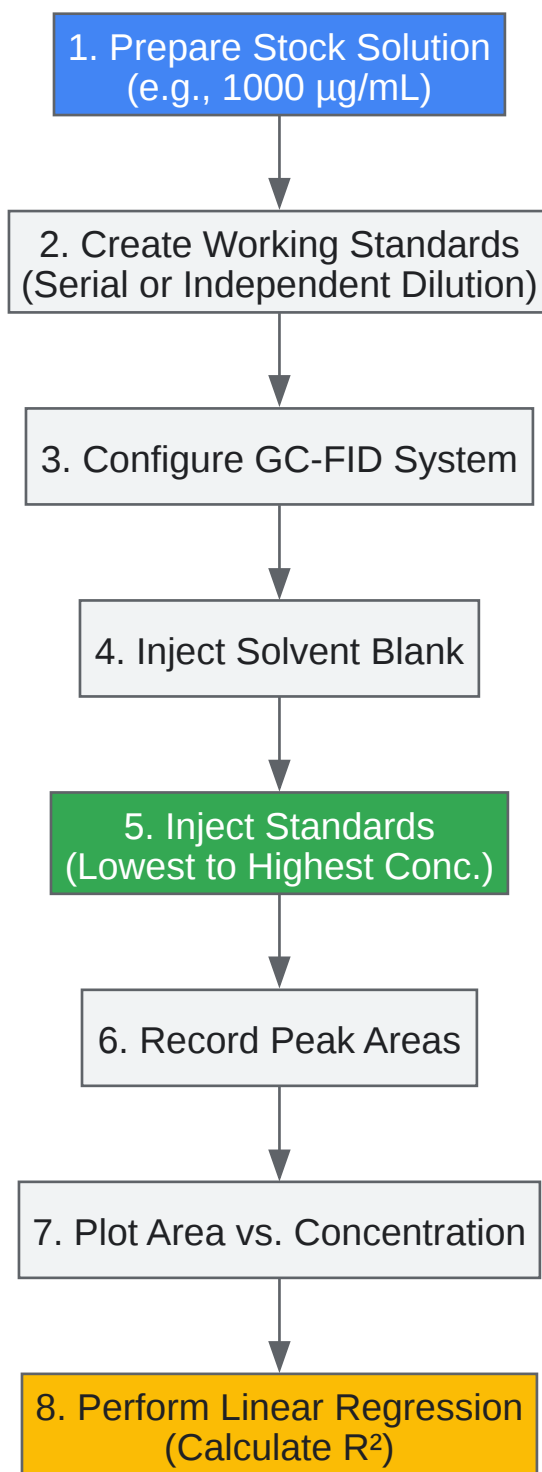 1. Prepare Stock Solution
(e.g., 1000 µg/mL)
2. Create Working Standards
(Serial or Independent Dilution)
3. Configure GC-FID System
4. Inject Solvent Blank
5. Inject Standards
(Lowest to Highest Conc.)
6. Record Peak Areas
7. Plot Area vs. Concentration
8. Perform Linear Regression
(Calculate R²)